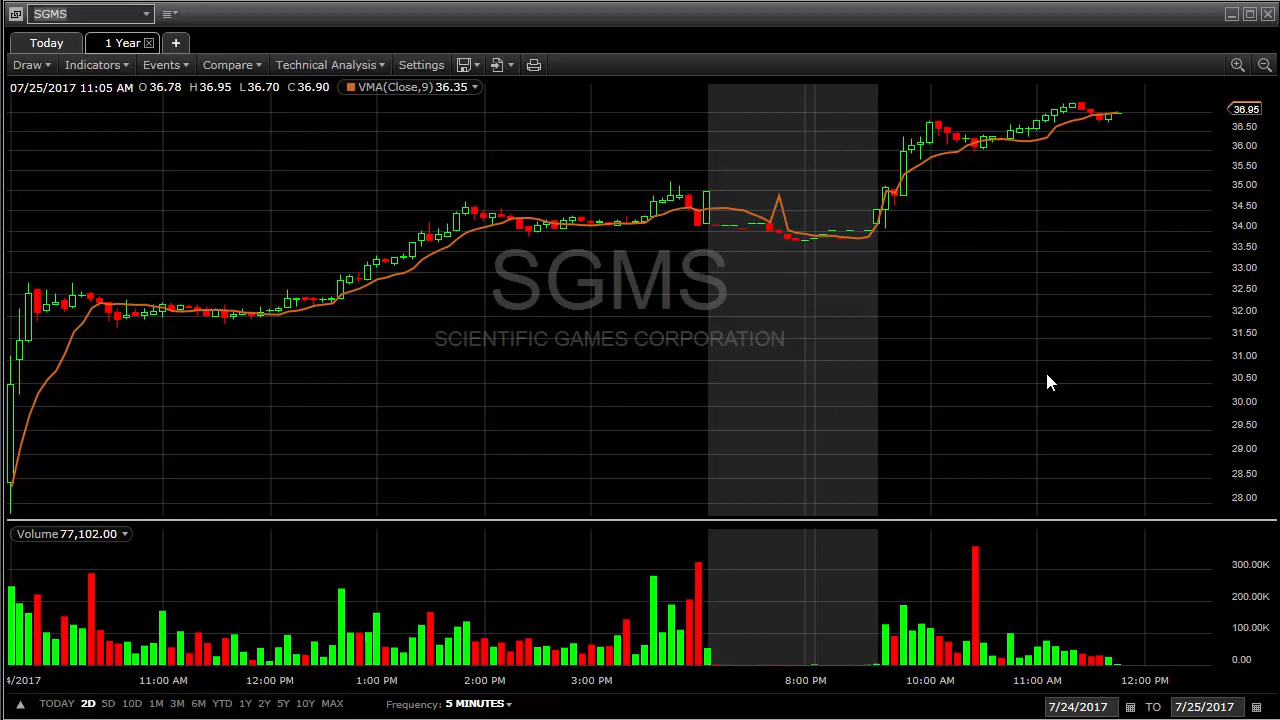 SGMS
Today
1 Year
+
Draw Indicators Events Compare Technical Analysis Settings
07/25/2017 11:05 AM O 36.78 H 36.95 L 36.70 C 36.90 VMA(Close,9) 36.35
36.95
36.50
36.00
35.50
35.00
34.50
34.00
33.50
33.00
32.50
32.00
31.50
31.00
30.50
30.00
29.50
29.00
28.50
28.00
SGMS
SCIENTIFIC GAMES CORPORATION
Volume 77,102.00
300.00K
200.00K
100.00K
0.00
4/2017 11:00 AM 12:00 PM 1:00 PM 2:00 PM 3:00 PM 8:00 PM 10:00 AM 11:00 AM 12:00 PM
TODAY 2D 5D 10D 1M 3M 6M YTD 1Y 2Y 5Y 10Y MAX Frequency: 5 MINUTES 7/24/2017 TO 7/25/2017